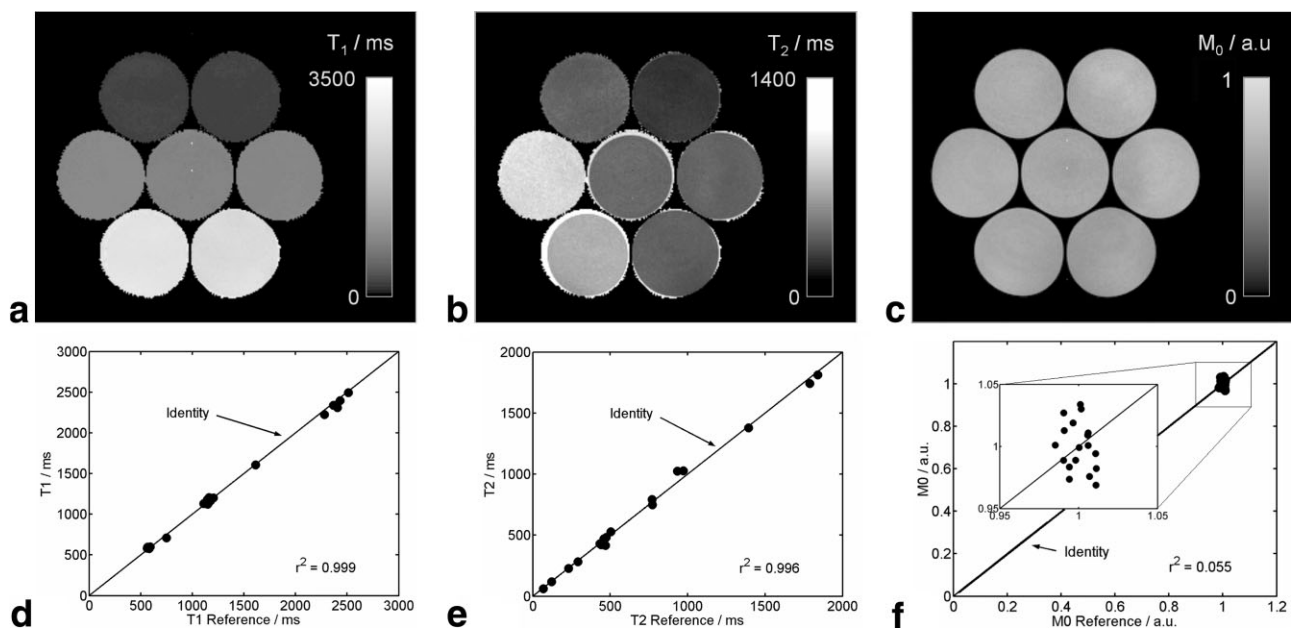 T1 / ms
3500
0
a
T2 / ms
1400
0
b
M0 / a.u
1
0
c
d
3000
2500
2000
1500
1000
500
0
T1 / ms
Identity
r2 = 0.999
0 500 1000 1500 2000 2500 3000
T1 Reference / ms
e
2000
1500
1000
500
0
T2 / ms
Identity
r2 = 0.996
0 500 1000 1500 2000
T2 Reference / ms
f
1.2
1
0.8
0.6
0.4
0.2
0
M0 / a.u.
1.05
1
0.95
0.95 1 1.05
Identity
r2 = 0.055
0 0.2 0.4 0.6 0.8 1 1.2
M0 Reference / a.u.